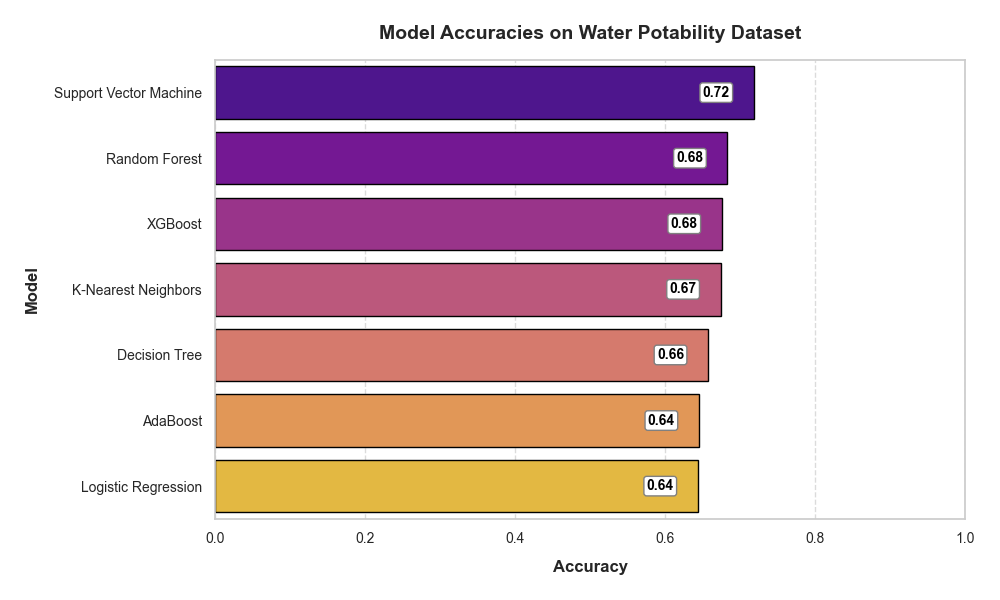 Model Accuracies on Water Potability Dataset
Model
Support Vector Machine 0.72
Random Forest 0.68
XGBoost 0.68
K-Nearest Neighbors 0.67
Decision Tree 0.66
AdaBoost 0.64
Logistic Regression 0.64
0.0 0.2 0.4 0.6 0.8 1.0
Accuracy